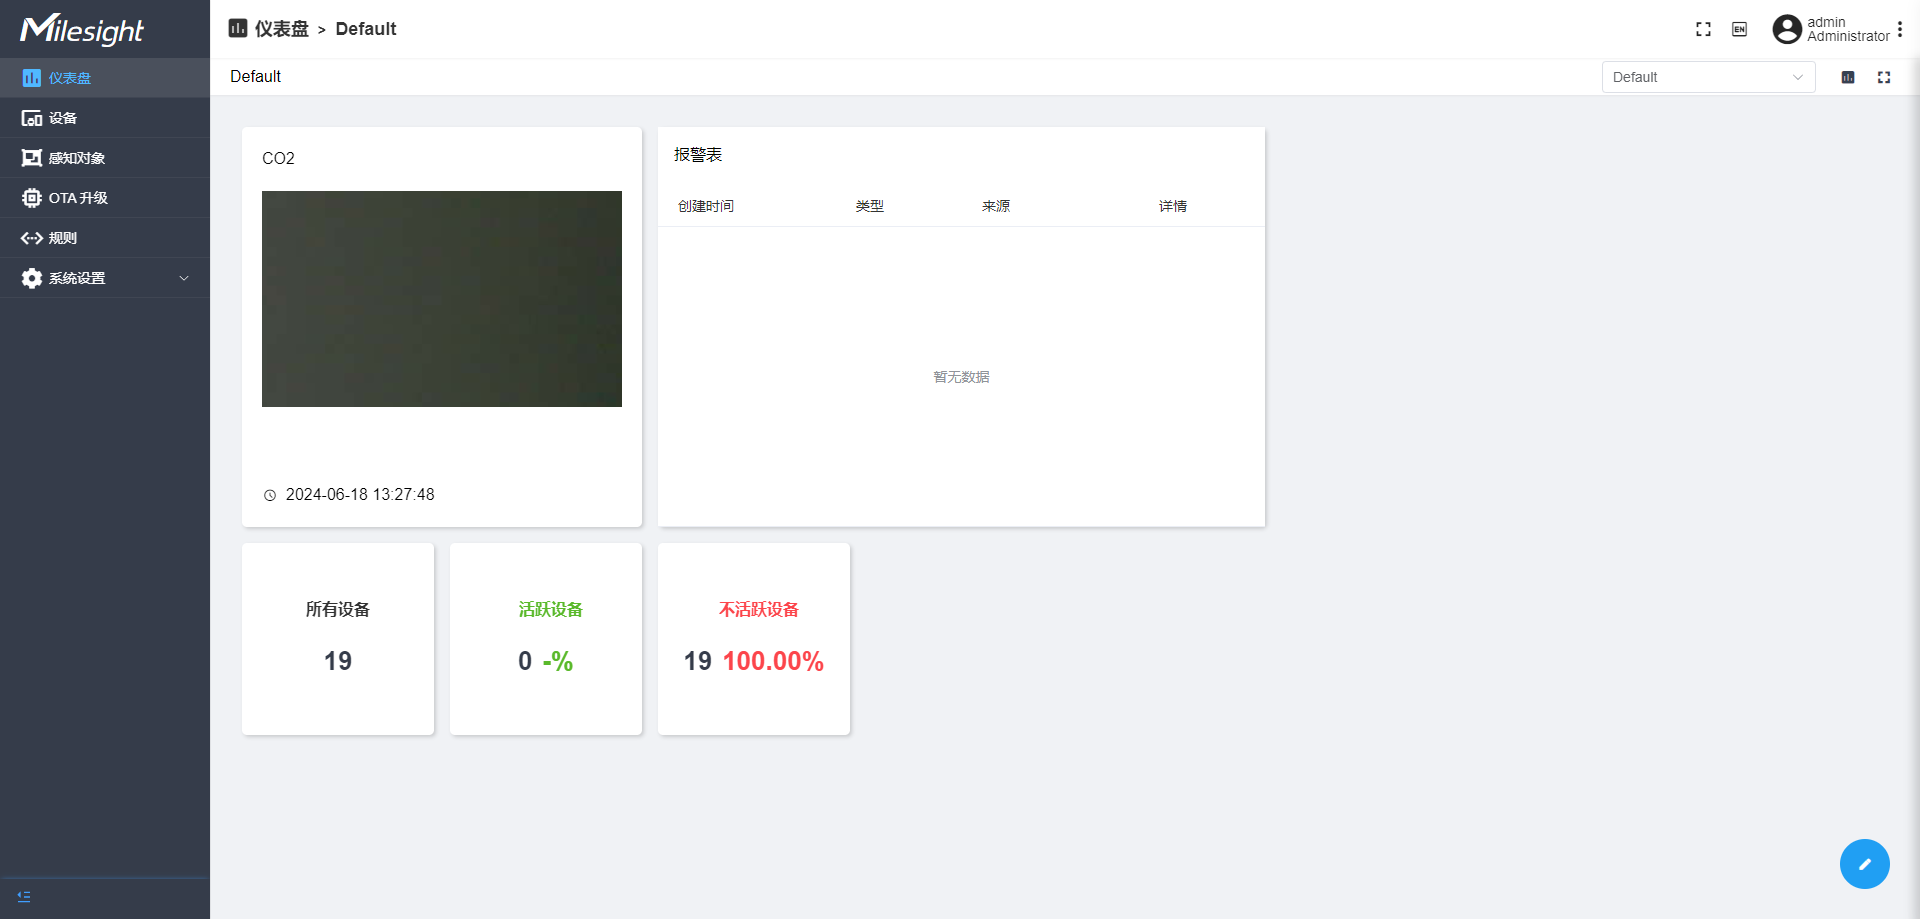 Milesight
仪表盘
设备
感知对象
OTA 升级
规则
系统设置
仪表盘 > Default
EN
admin
Administrator
Default
Default
CO2
2024-06-18 13:27:48
报警表
创建时间 类型 来源 详情
暂无数据
所有设备
19
活跃设备
0 -%
不活跃设备
19 100.00%